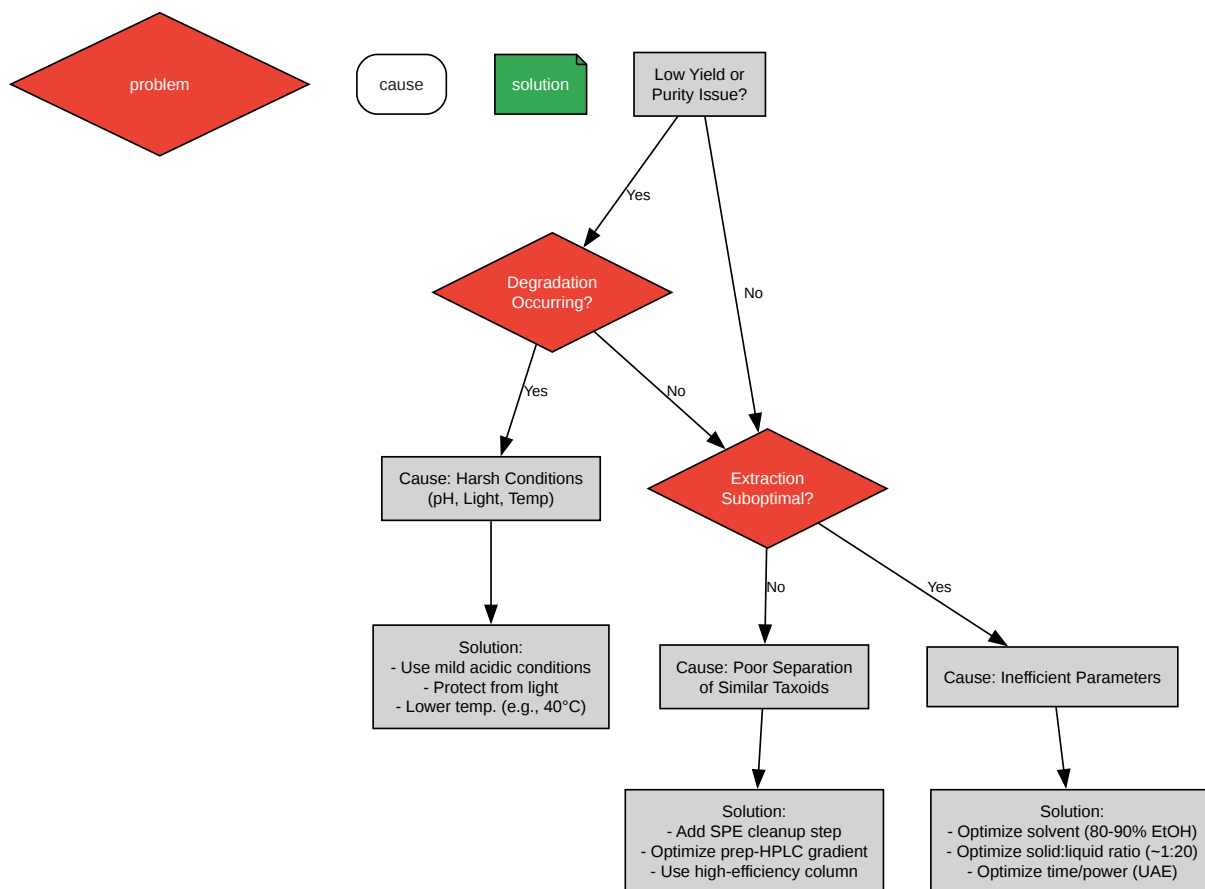 problem
cause
solution
Low Yield or
Purity Issue?
Yes
No
Degradation
Occurring?
Yes
No
Cause: Harsh Conditions
(pH, Light, Temp)
Extraction
Suboptimal?
No
Yes
Solution:
- Use mild acidic conditions
- Protect from light
- Lower temp. (e.g., 40°C)
Cause: Poor Separation
of Similar Taxoids
Cause: Inefficient Parameters
Solution:
- Add SPE cleanup step
- Optimize prep-HPLC gradient
- Use high-efficiency column
Solution:
- Optimize solvent (80-90% EtOH)
- Optimize solid:liquid ratio (~1:20)
- Optimize time/power (UAE)